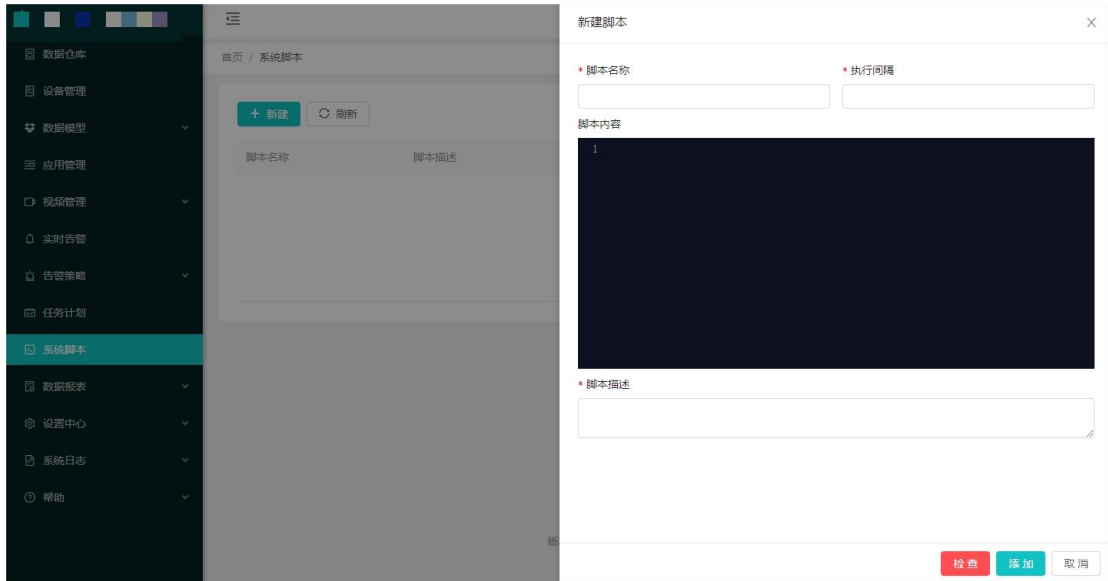 新建脚本
首页 / 系统脚本
数据仓库
设备管理
数据模型
应用管理
视频管理
实时告警
告警策略
任务计划
系统脚本
数据报表
设置中心
系统日志
帮助
+ 新建
刷新
脚本名称 脚本描述
* 脚本名称 * 执行间隔
脚本内容
1
* 脚本描述
版
检查 添加 取消